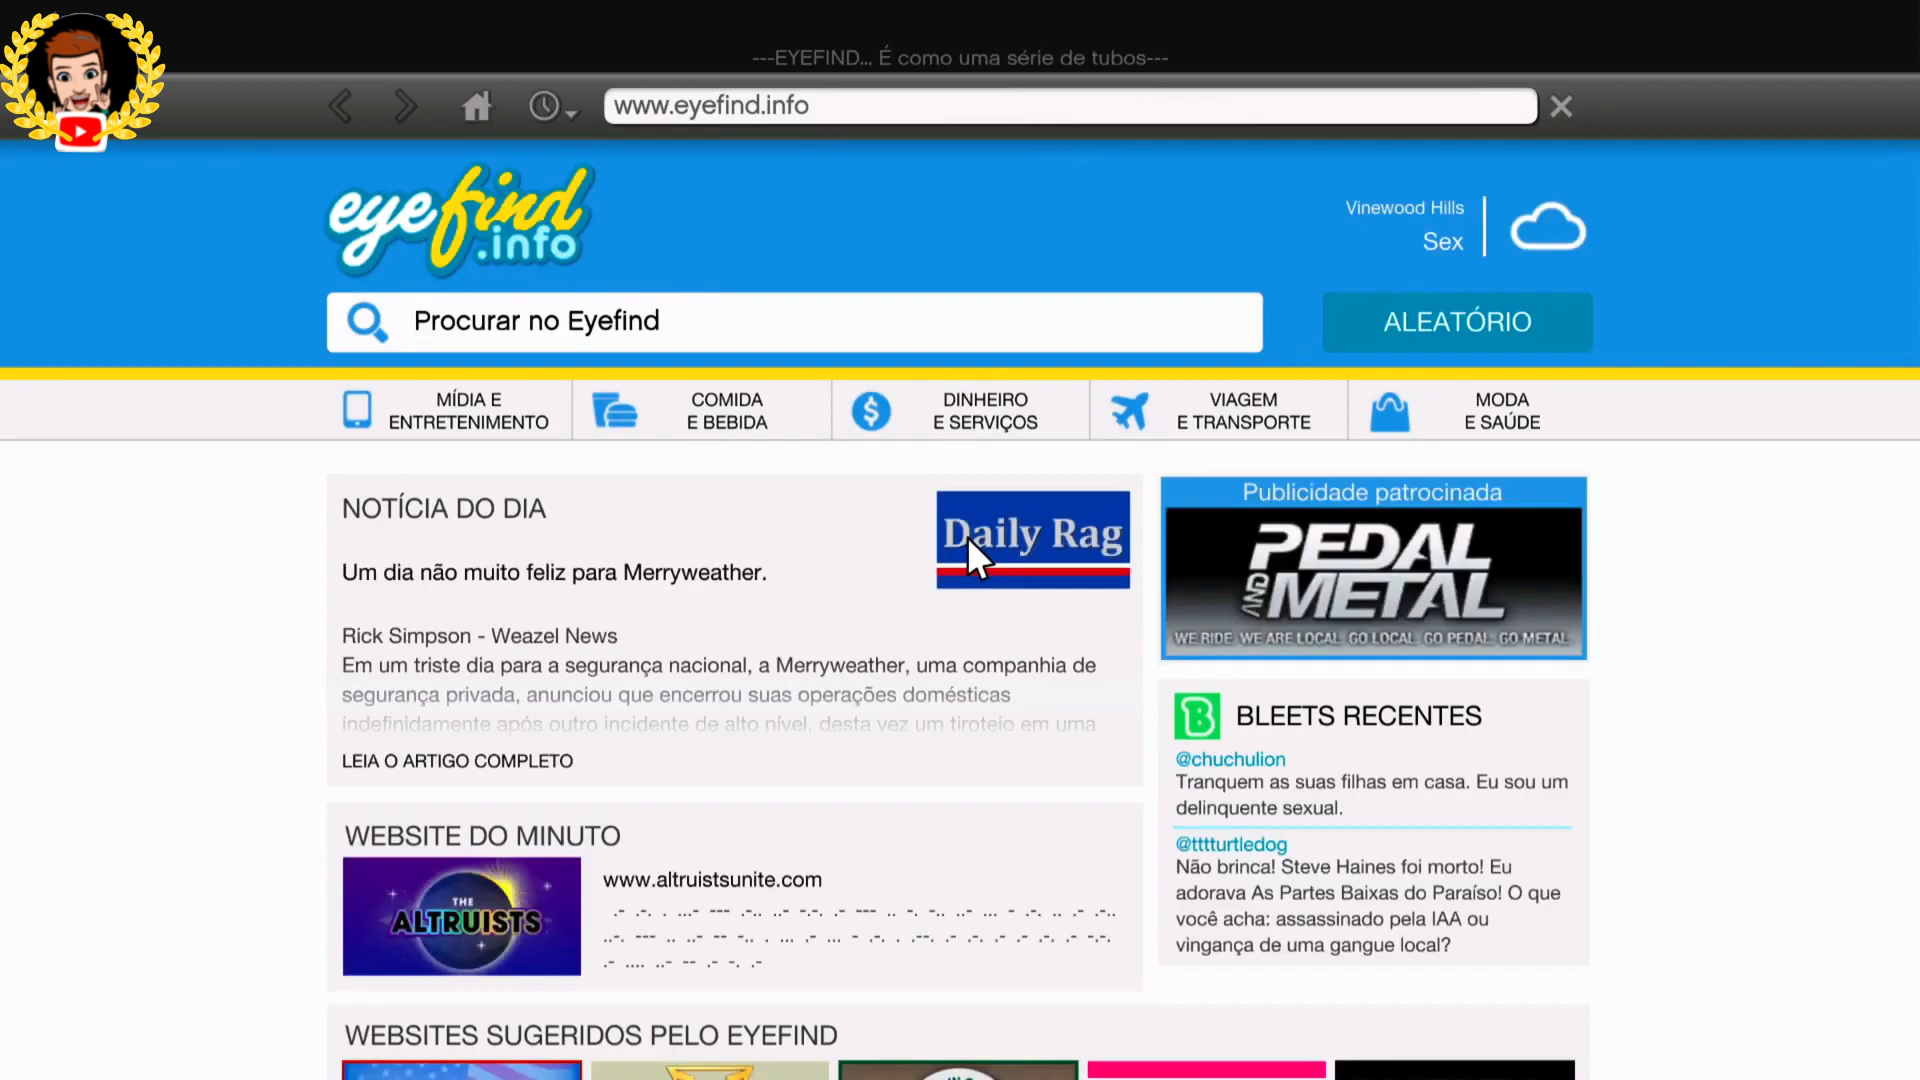 ---EYEFIND... É como uma série de tubos---
www.eyefind.info
eyefind
.info
Vinewood Hills
Sex
Procurar no Eyefind
ALEATÓRIO
MÍDIA E
ENTRETENIMENTO
COMIDA
E BEBIDA
DINHEIRO
E SERVIÇOS
VIAGEM
E TRANSPORTE
MODA
E SAÚDE
NOTÍCIA DO DIA
Daily Rag
Um dia não muito feliz para Merryweather.
Rick Simpson - Weazel News
Em um triste dia para a segurança nacional, a Merryweather, uma companhia de
segurança privada, anunciou que encerrou suas operações domésticas
indefinidamente após outro incidente de alto nível, desta vez um tiroteio em uma
LEIA O ARTIGO COMPLETO
Publicidade patrocinada
PEDAL
AND
METAL
WE RIDE WE ARE LOCAL GO LOCAL GO PEDAL GO METAL
B
BLEETS RECENTES
@chuchulion
Tranquem as suas filhas em casa. Eu sou um
delinquente sexual.
@tttturtledog
Não brinca! Steve Haines foi morto! Eu
adorava As Partes Baixas do Paraíso! O que
você acha: assassinado pela IAA ou
vingança de uma gangue local?
WEBSITE DO MINUTO
THE
ALTRUISTS
www.altruistsunite.com
WEBSITES SUGERIDOS PELO EYEFIND